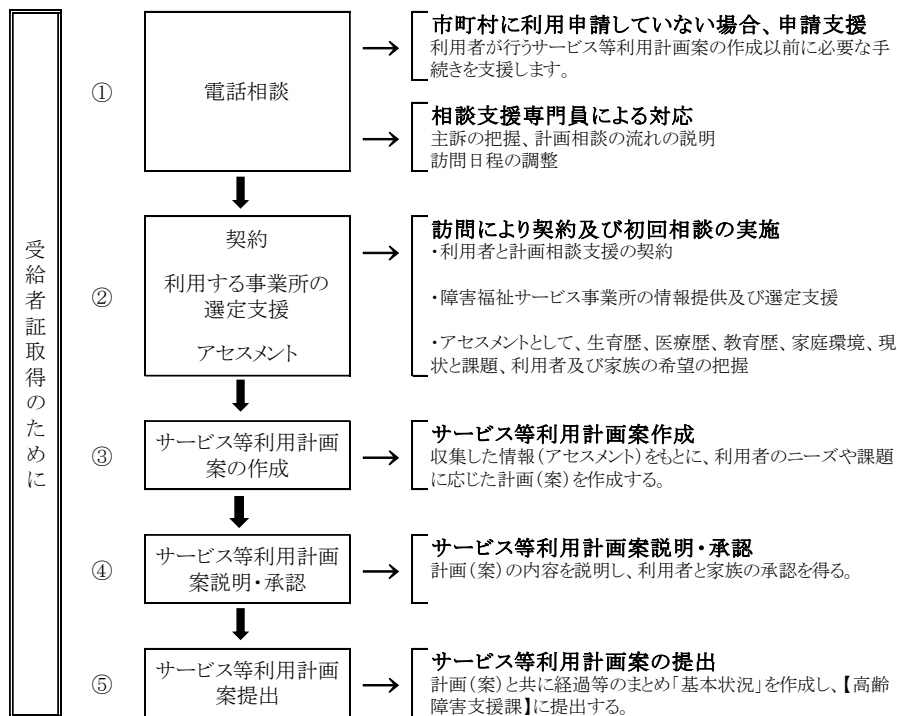 受給者証取得のために
①
電話相談
市町村に利用申請していない場合、申請支援
利用者が行うサービス等利用計画案の作成以前に必要な手
続きを支援します。
相談支援専門員による対応
主訴の把握、計画相談の流れの説明
訪問日程の調整
②
契約
利用する事業所の
選定支援
アセスメント
訪問により契約及び初回相談の実施
・利用者と計画相談支援の契約
・障害福祉サービス事業所の情報提供及び選定支援
・アセスメントとして、生育歴、医療歴、教育歴、家庭環境、現
状と課題、利用者及び家族の希望の把握
③
サービス等利用計画
案の作成
サービス等利用計画案作成
収集した情報(アセスメント)をもとに、利用者のニーズや課題
に応じた計画(案)を作成する。
④
サービス等利用計画
案説明・承認
サービス等利用計画案説明・承認
計画(案)の内容を説明し、利用者と家族の承認を得る。
⑤
サービス等利用計画
案提出
サービス等利用計画案の提出
計画(案)と共に経過等のまとめ「基本状況」を作成し、【高齢
障害支援課】に提出する。